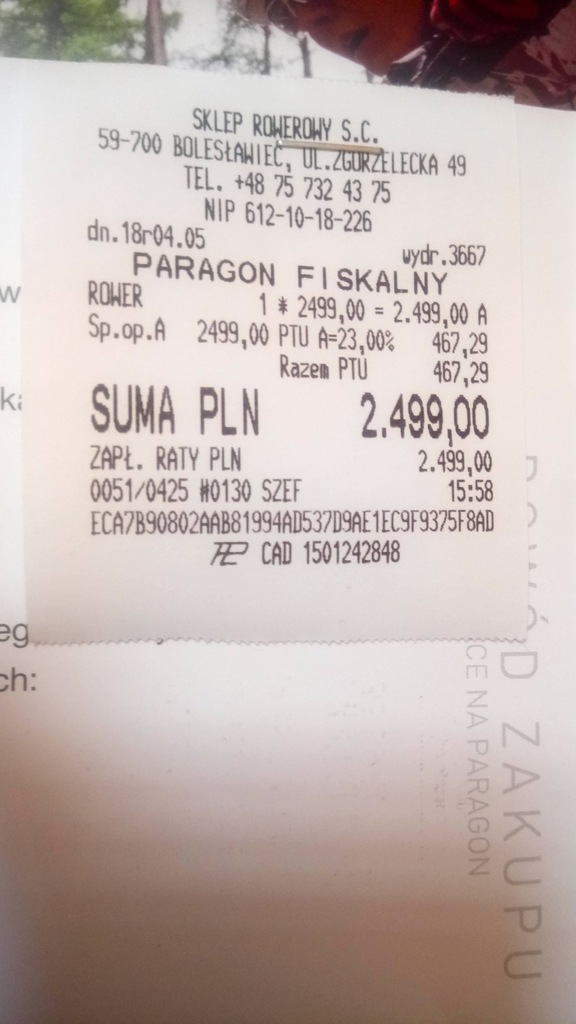 SKLEP ROWEROWY S.C.
59-700 BOLESŁAWIEC, UL.ZGORZELECKA 49
TEL. +48 75 732 43 75
NIP 612-10-18-226
dn.18r04.05 wydr.3667
PARAGON FISKALNY
ROWER 1 * 2499,00 = 2.499,00 A
Sp.op.A 2499,00 PTU A=23,00% 467,29
Razem PTU 467,29
SUMA PLN 2.499,00
ZAPŁ. RATY PLN 2.499,00
0051/0425 #0130 SZEF 15:58
ECA7B90802AAB81994AD537D9AE1EC9F9375F8AD
CAD 1501242848
ch:
DOWÓD ZAKUPU
CE NA PARAGON